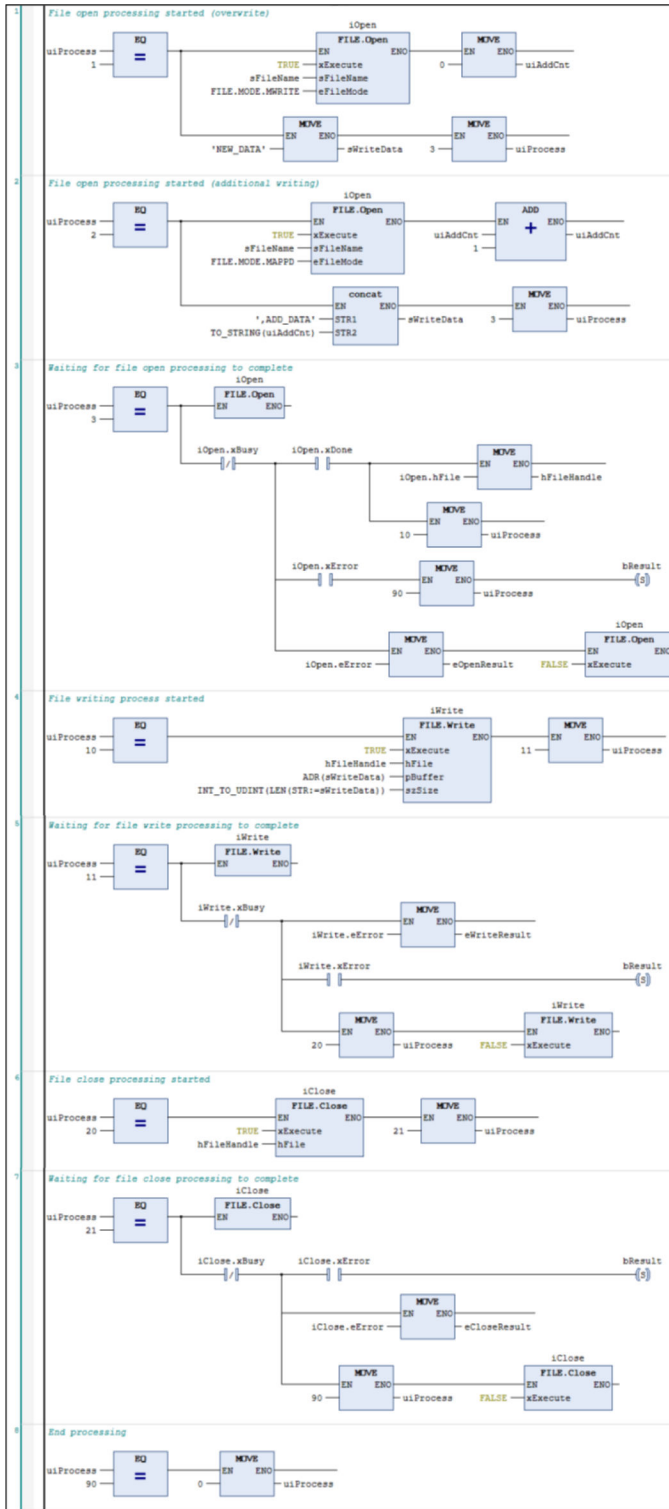 1
File open processing started (overwrite)
iOpen
EQ FILE.Open MOVE
uiProcess = EN ENO EN ENO
1 TRUE xExecute 0 uiAddCnt
sFileName sFileName
FILE.MODE.MWRITE eFileMode
MOVE MOVE
EN ENO EN ENO
'NEW_DATA' sWriteData 3 uiProcess
2
File open processing started (additional writing)
iOpen
EQ FILE.Open ADD
uiProcess = EN ENO EN + ENO
2 TRUE xExecute uiAddCnt uiAddCnt
sFileName sFileName 1
FILE.MODE.MAPPD eFileMode
concat MOVE
EN ENO EN ENO
',ADD_DATA' STR1 sWriteData 3 uiProcess
TO_STRING(uiAddCnt) STR2
3
Waiting for file open processing to complete
iOpen
EQ FILE.Open
uiProcess = EN ENO
3
iOpen.xBusy iOpen.xDone MOVE
/ EN ENO
iOpen.hFile hFileHandle
MOVE
EN ENO
10 uiProcess
iOpen.xError MOVE bResult
EN ENO S
90 uiProcess
iOpen
MOVE FILE.Open
EN ENO EN ENO
iOpen.eError eOpenResult FALSE xExecute
4
File writing process started
iWrite
EQ FILE.Write MOVE
uiProcess = EN ENO EN ENO
10 TRUE xExecute 11 uiProcess
hFileHandle hFile
ADR(sWriteData) pBuffer
INT_TO_UDINT(LEN(STR:=sWriteData)) szSize
5
Waiting for file write processing to complete
iWrite
EQ FILE.Write
uiProcess = EN ENO
11
iWrite.xBusy MOVE
/ EN ENO
iWrite.eError eWriteResult
iWrite.xError bResult
S
iWrite
MOVE FILE.Write
EN ENO EN ENO
20 uiProcess FALSE xExecute
6
File close processing started
iClose
EQ FILE.Close MOVE
uiProcess = EN ENO EN ENO
20 TRUE xExecute 21 uiProcess
hFileHandle hFile
7
Waiting for file close processing to complete
iClose
EQ FILE.Close
uiProcess = EN ENO
21
iClose.xBusy iClose.xError bResult
/ S
MOVE
EN ENO
iClose.eError eCloseResult
iClose
MOVE FILE.Close
EN ENO EN ENO
90 uiProcess FALSE xExecute
8
End processing
EQ MOVE
uiProcess = EN ENO
90 0 uiProcess